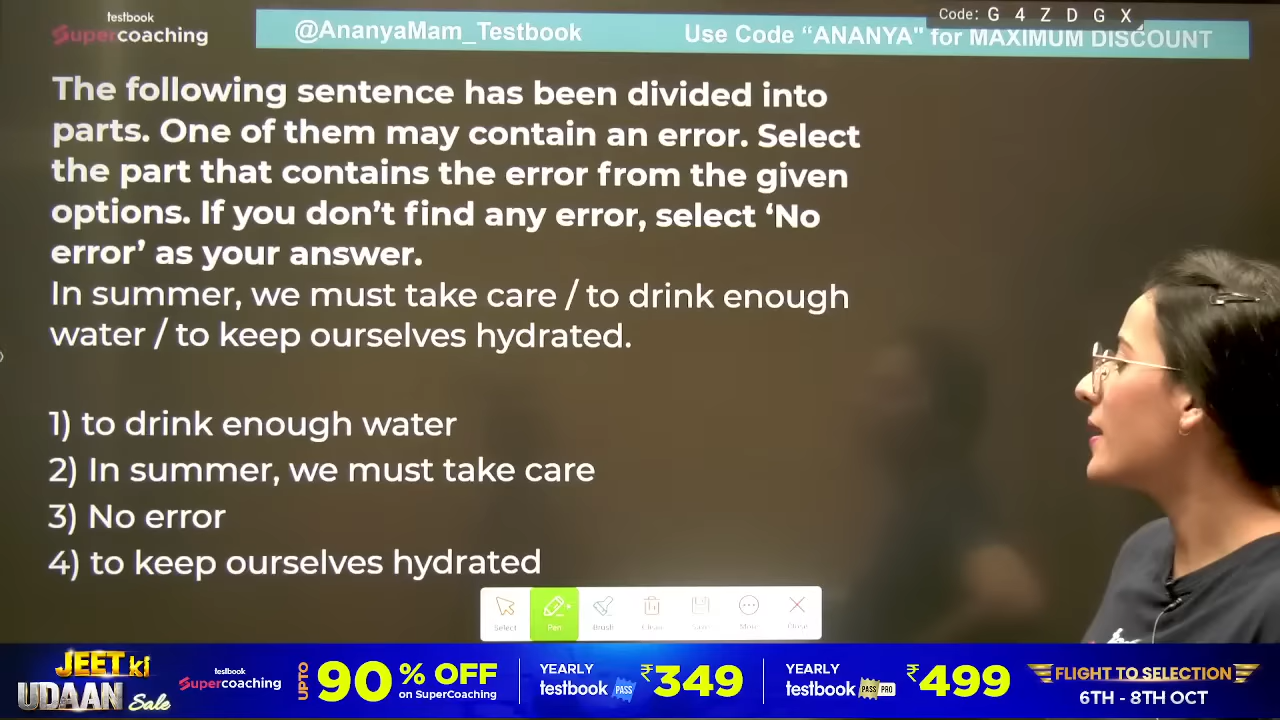 testbook
Supercoaching
@AnanyaMam_Testbook
Use Code “ANANYA" for MAXIMUM DISCOUNT
Code: G 4 Z D G X
The following sentence has been divided into
parts. One of them may contain an error. Select
the part that contains the error from the given
options. If you don’t find any error, select ‘No
error’ as your answer.
In summer, we must take care / to drink enough
water / to keep ourselves hydrated.
1) to drink enough water
2) In summer, we must take care
3) No error
4) to keep ourselves hydrated
Select
Pen
Brush
Clear
Save
More
Close
JEET ki
UDAAN Sale
testbook
Supercoaching
UPTO 90% OFF
on SuperCoaching
YEARLY
testbook PASS
₹349
YEARLY
testbook PASS PRO
₹499
FLIGHT TO SELECTION
6TH - 8TH OCT